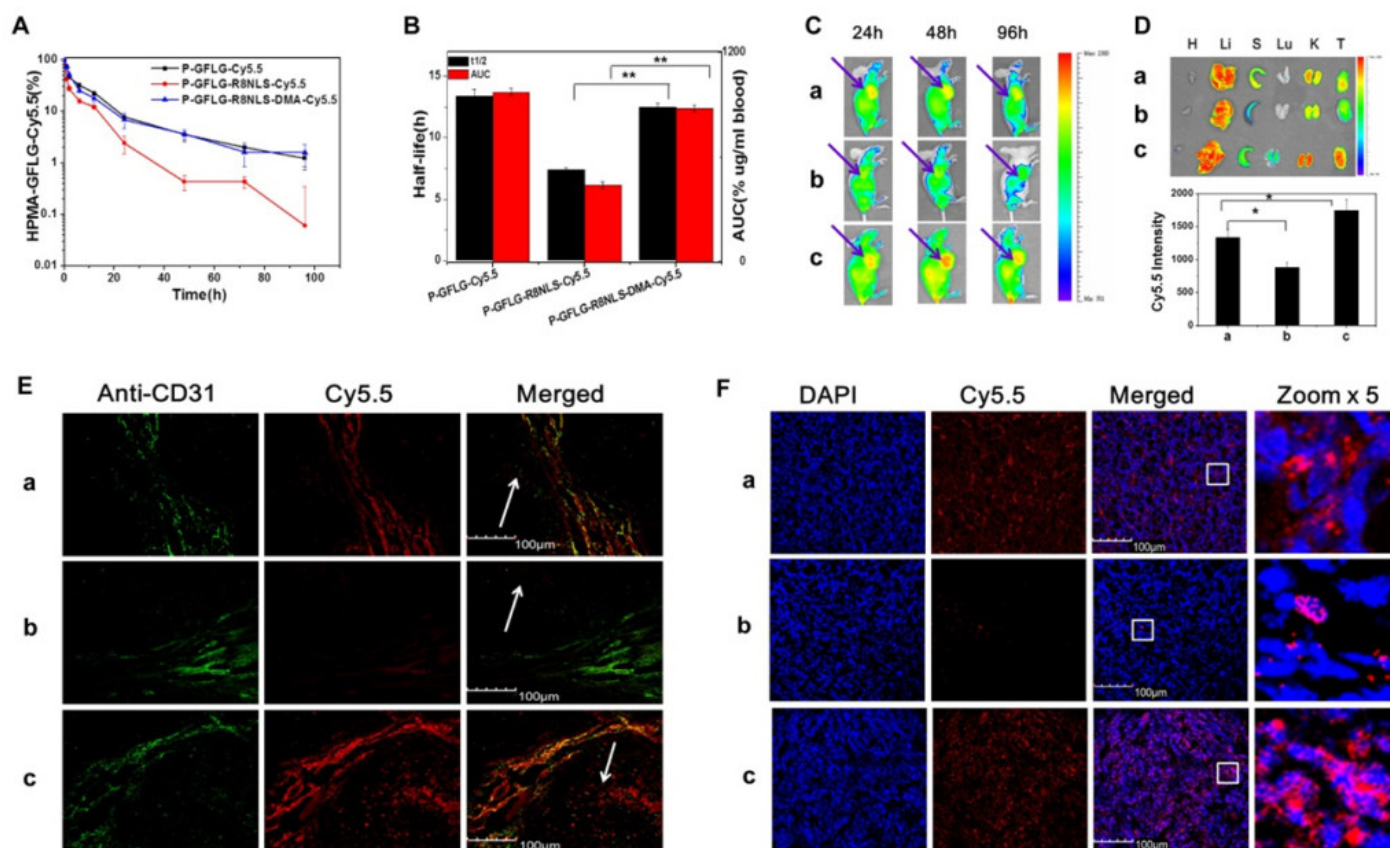 A
HPMA-GFLG-Cy5.5(%)
100
10
1
0.1
0.01
P-GFLG-Cy5.5
P-GFLG-R8NLS-Cy5.5
P-GFLG-R8NLS-DMA-Cy5.5
0 20 40 60 80 100 120 140
Time(h)
B
Half-life(h)
15
10
5
0
t1/2
AUC
**
**
1200
0
AUC(% ug/ml blood)
P-GFLG-Cy5.5
P-GFLG-R8NLS-Cy5.5
P-GFLG-R8NLS-DMA-Cy5.5
C
24h 48h 96h
a
b
c
D
H Li S Lu K T
a
b
c
Cy5.5 Intensity
2000
1500
1000
500
0
*
*
a b c
E
Anti-CD31 Cy5.5 Merged
a
100μm
b
100μm
c
100μm
F
DAPI Cy5.5 Merged Zoom x 5
a
100μm
b
100μm
c
100μm